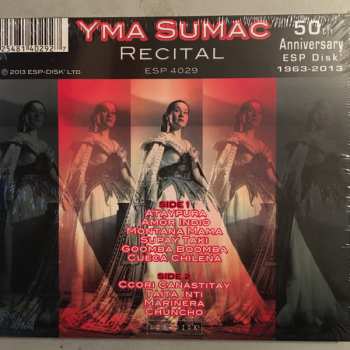 YMA SUMAC
RECITAL
ESP 4029
50th
Anniversary
ESP Disk'
1963-2013
© 2013 ESP-DISK' LTD.
SIDE 1:
ATAYPURA
AMOR INDIO
MONTANA MAMA
SUPAY TAKI
GOOMBA BOOMBA
CUECA CHILENA
SIDE 2
CCORI CANASTITAY
TAITA INTI
MARINERA
CHUNCHO